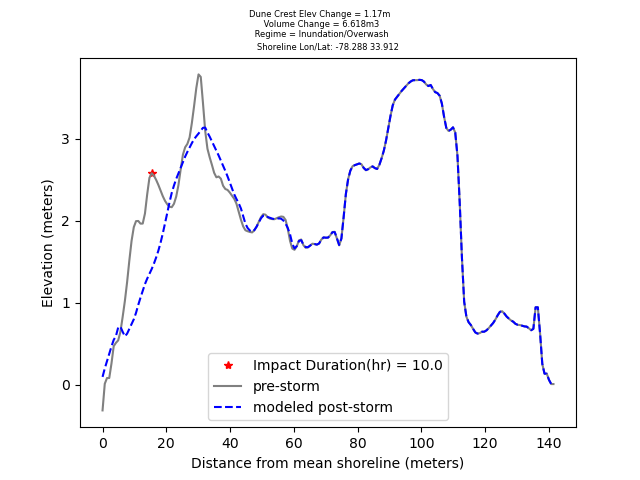 Dune Crest Elev Change = 1.17m
Volume Change = 6.618m3
Regime = Inundation/Overwash
Shoreline Lon/Lat: -78.288 33.912
Elevation (meters)
3
2
1
0
Impact Duration(hr) = 10.0
pre-storm
modeled post-storm
0 20 40 60 80 100 120 140
Distance from mean shoreline (meters)